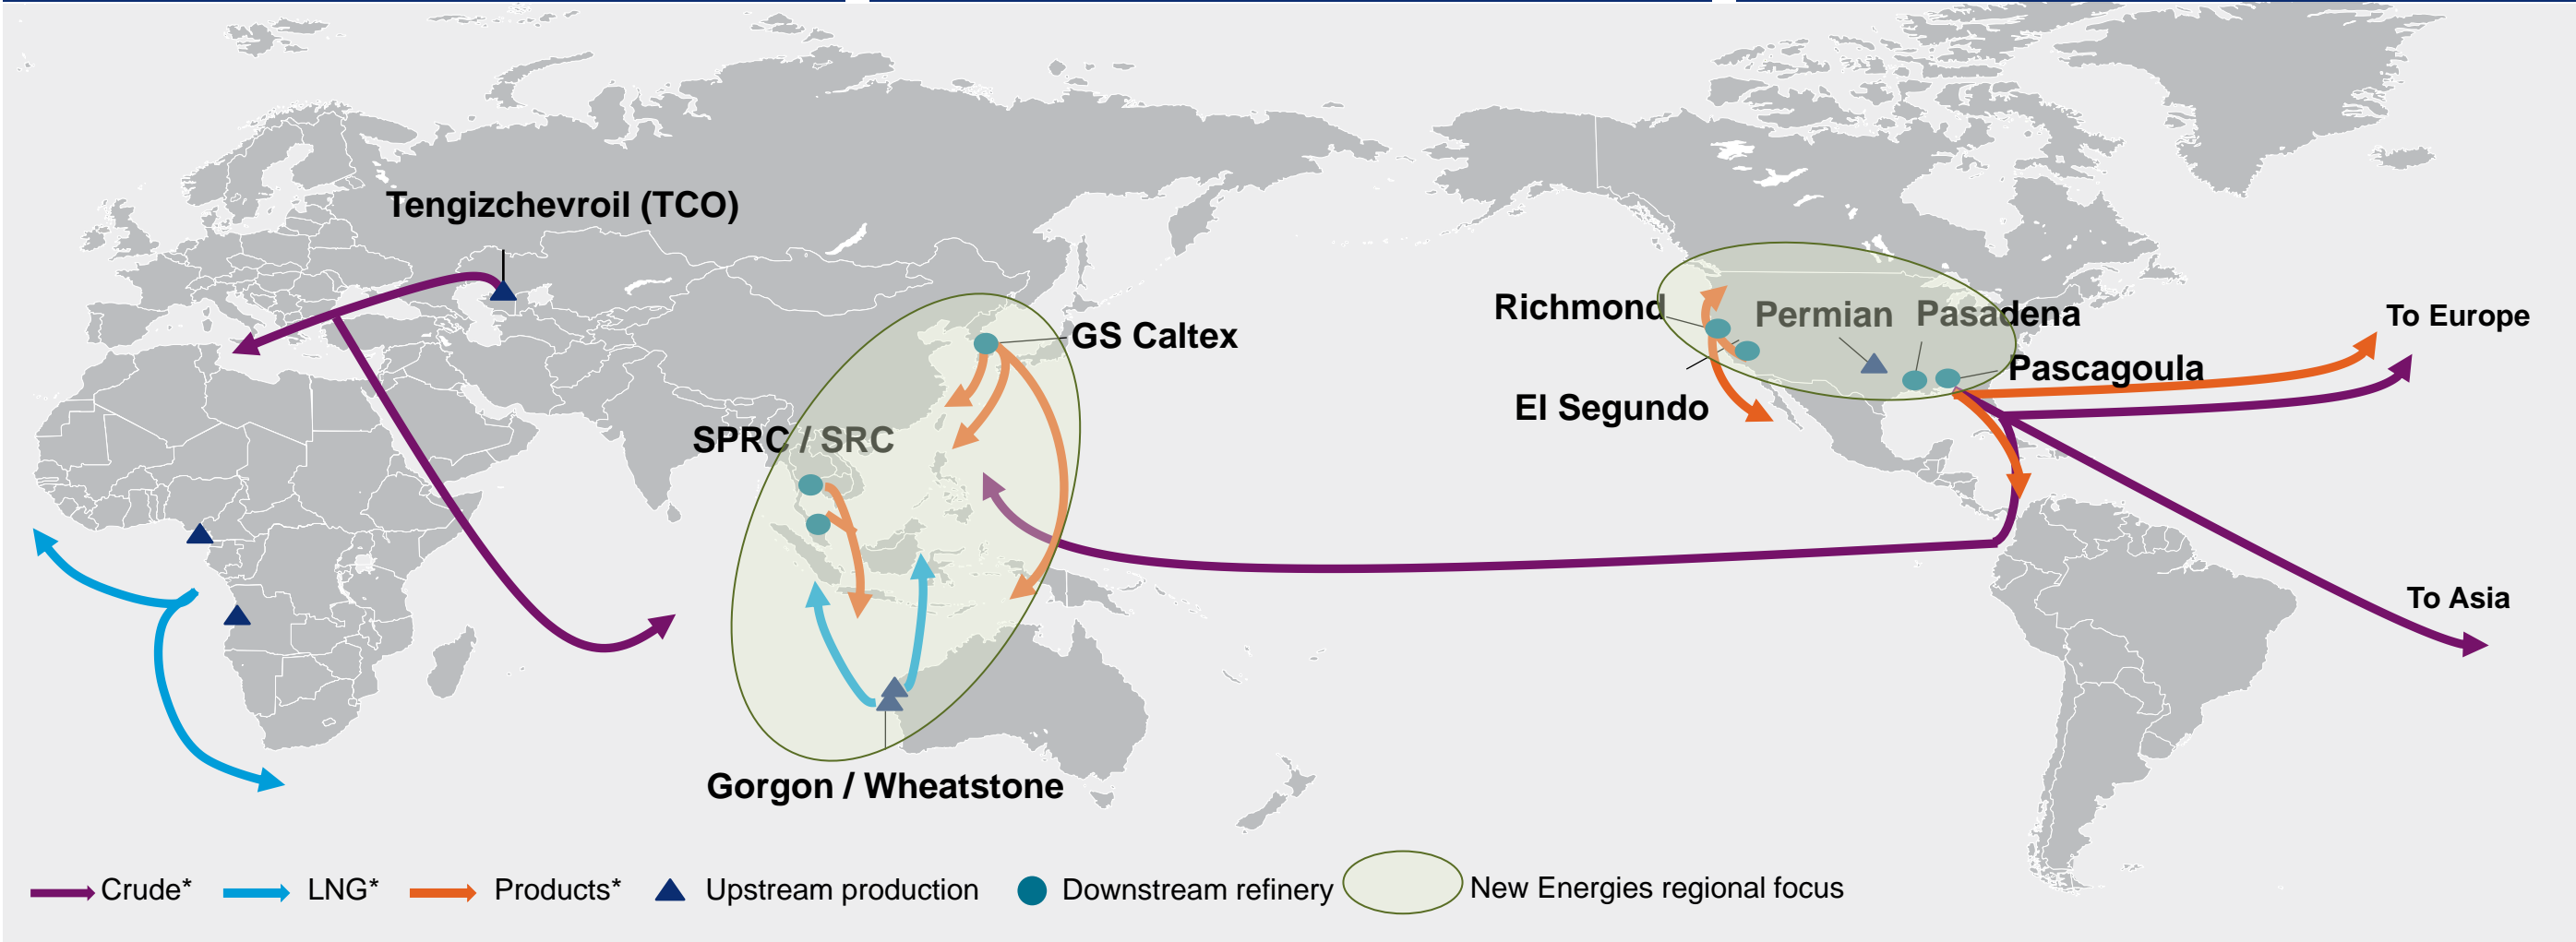 Tengizchevroil (TCO)
Richmond
Permian
Pasadena
To Europe
GS Caltex
Pascagoula
El Segundo
SPRC / SRC
To Asia
Gorgon / Wheatstone
Crude*
LNG*
Products*
Upstream production
Downstream refinery
New Energies regional focus